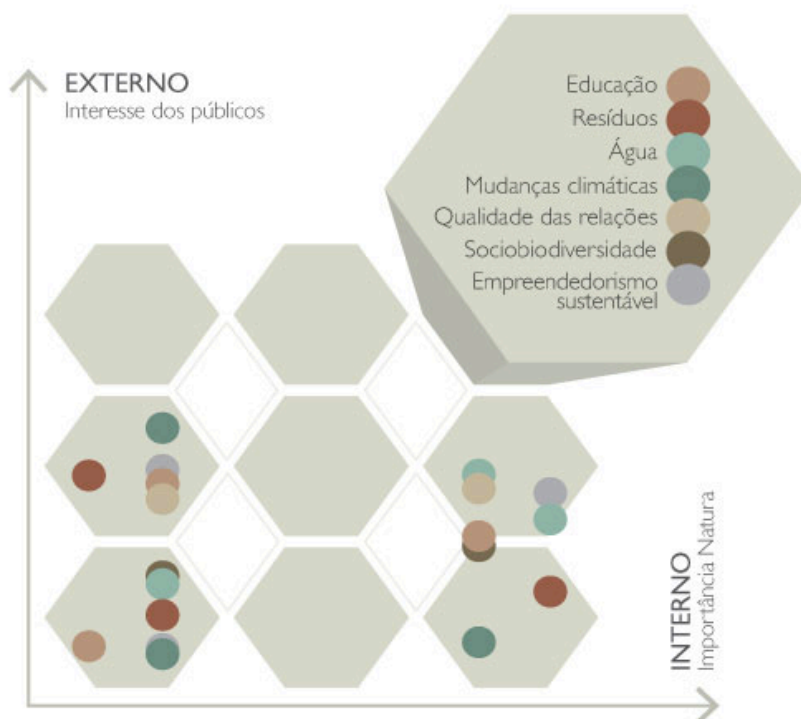 EXTERNO
Interesse dos públicos
Educação
Resíduos
Água
Mudanças climáticas
Qualidade das relações
Sociobiodiversidade
Empreendedorismo
sustentável
INTERNO
Importância Natura